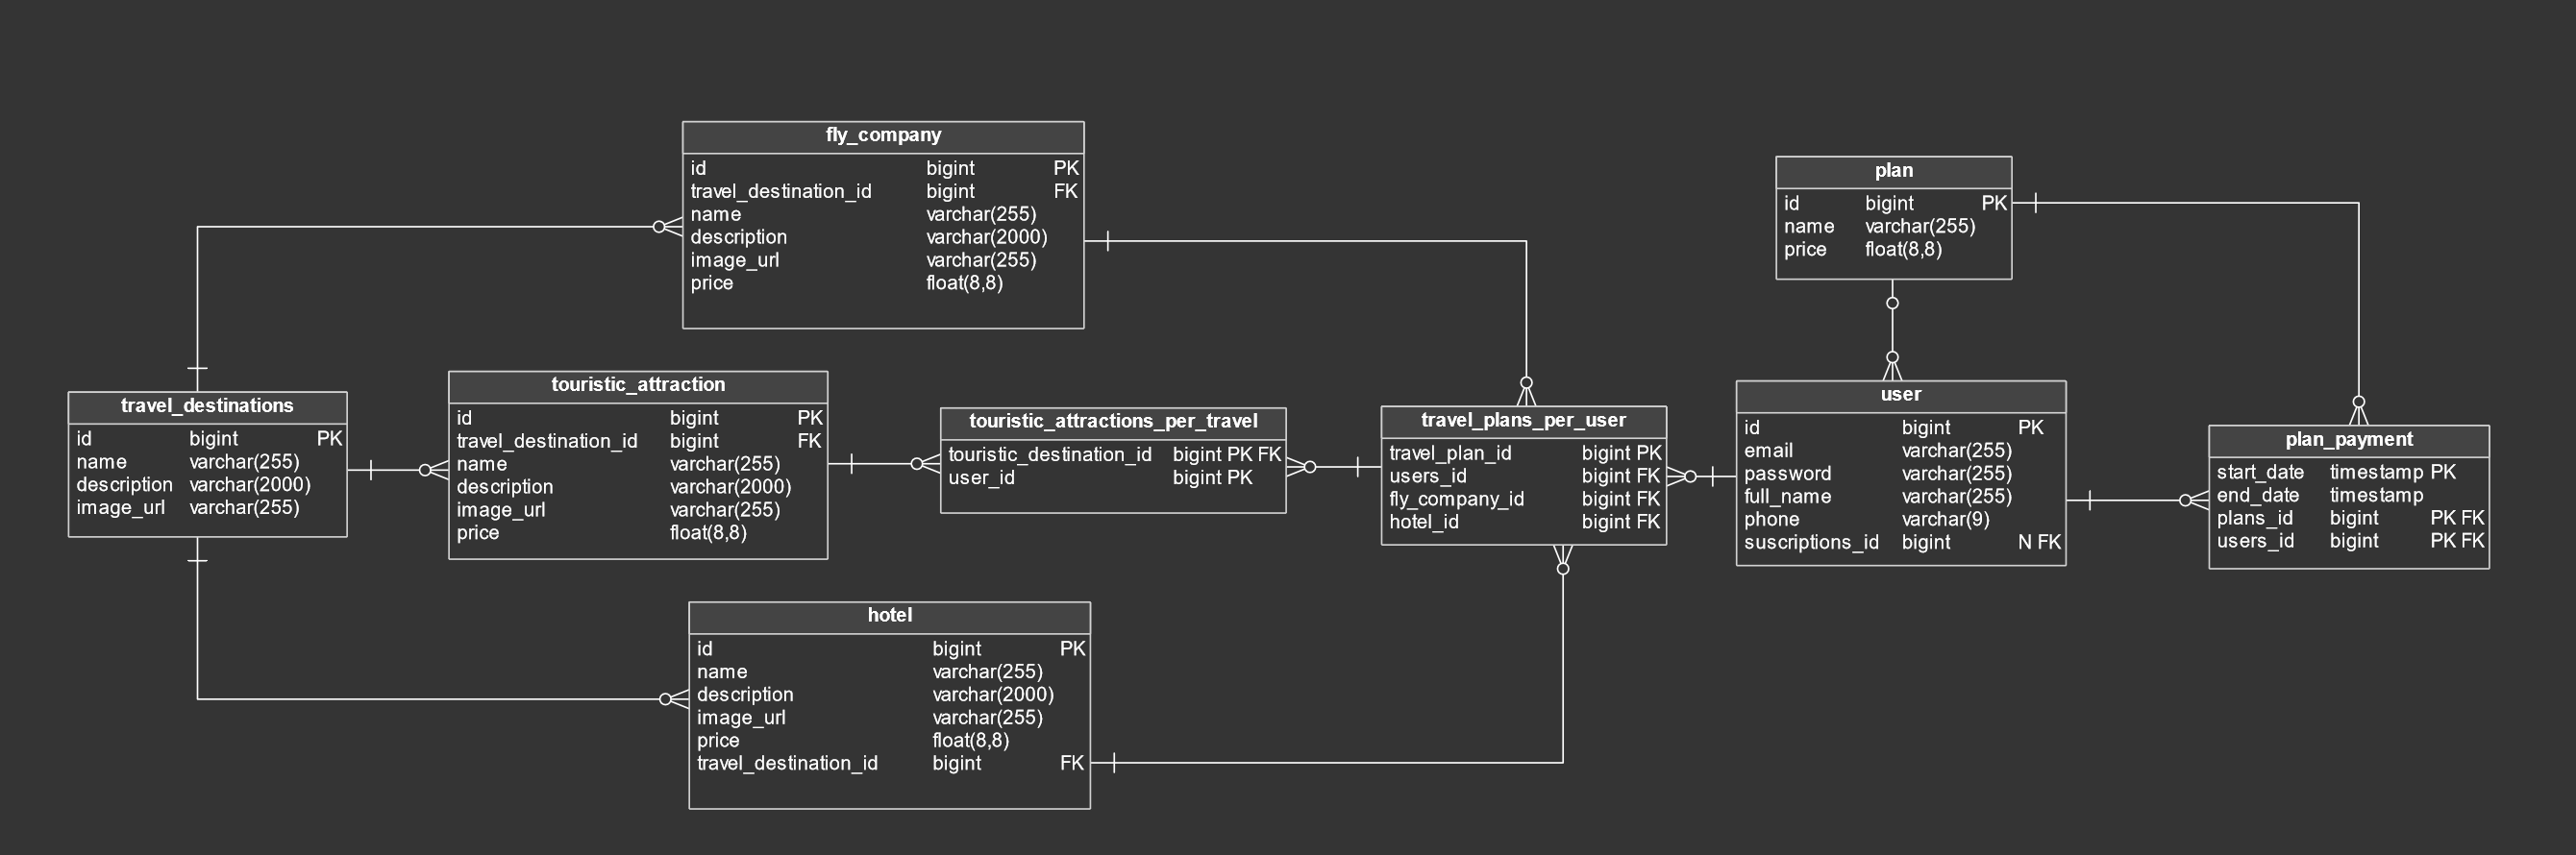 fly_company
id bigint PK
travel_destination_id bigint FK
name varchar(255)
description varchar(2000)
image_url varchar(255)
price float(8,8)
plan
id bigint PK
name varchar(255)
price float(8,8)
travel_destinations
id bigint PK
name varchar(255)
description varchar(2000)
image_url varchar(255)
touristic_attraction
id bigint PK
travel_destination_id bigint FK
name varchar(255)
description varchar(2000)
image_url varchar(255)
price float(8,8)
touristic_attractions_per_travel
touristic_destination_id bigint PK FK
user_id bigint PK
travel_plans_per_user
travel_plan_id bigint PK
users_id bigint FK
fly_company_id bigint FK
hotel_id bigint FK
user
id bigint PK
email varchar(255)
password varchar(255)
full_name varchar(255)
phone varchar(9)
suscriptions_id bigint N FK
plan_payment
start_date timestamp PK
end_date timestamp
plans_id bigint PK FK
users_id bigint PK FK
hotel
id bigint PK
name varchar(255)
description varchar(2000)
image_url varchar(255)
price float(8,8)
travel_destination_id bigint FK